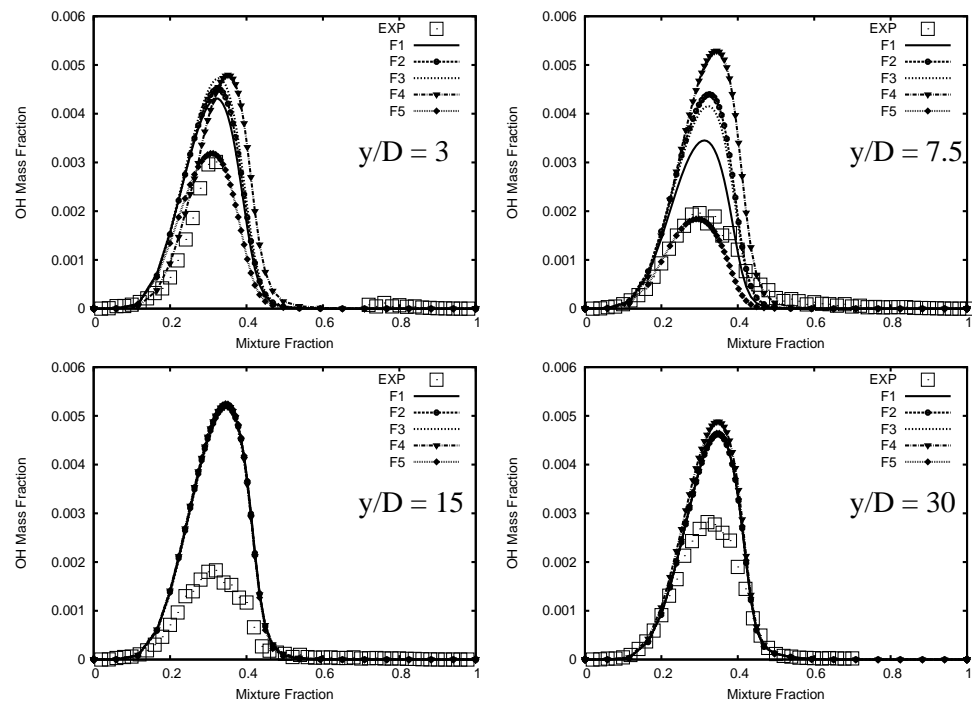 0.006
0.005
0.004
0.003
0.002
0.001
0
0 0.2 0.4 0.6 0.8 1
OH Mass Fraction
Mixture Fraction
EXP
F1
F2
F3
F4
F5
y/D = 3
0.006
0.005
0.004
0.003
0.002
0.001
0
0 0.2 0.4 0.6 0.8 1
OH Mass Fraction
Mixture Fraction
EXP
F1
F2
F3
F4
F5
y/D = 7.5
0.006
0.005
0.004
0.003
0.002
0.001
0
0 0.2 0.4 0.6 0.8 1
OH Mass Fraction
Mixture Fraction
EXP
F1
F2
F3
F4
F5
y/D = 15
0.006
0.005
0.004
0.003
0.002
0.001
0
0 0.2 0.4 0.6 0.8 1
OH Mass Fraction
Mixture Fraction
EXP
F1
F2
F3
F4
F5
y/D = 30